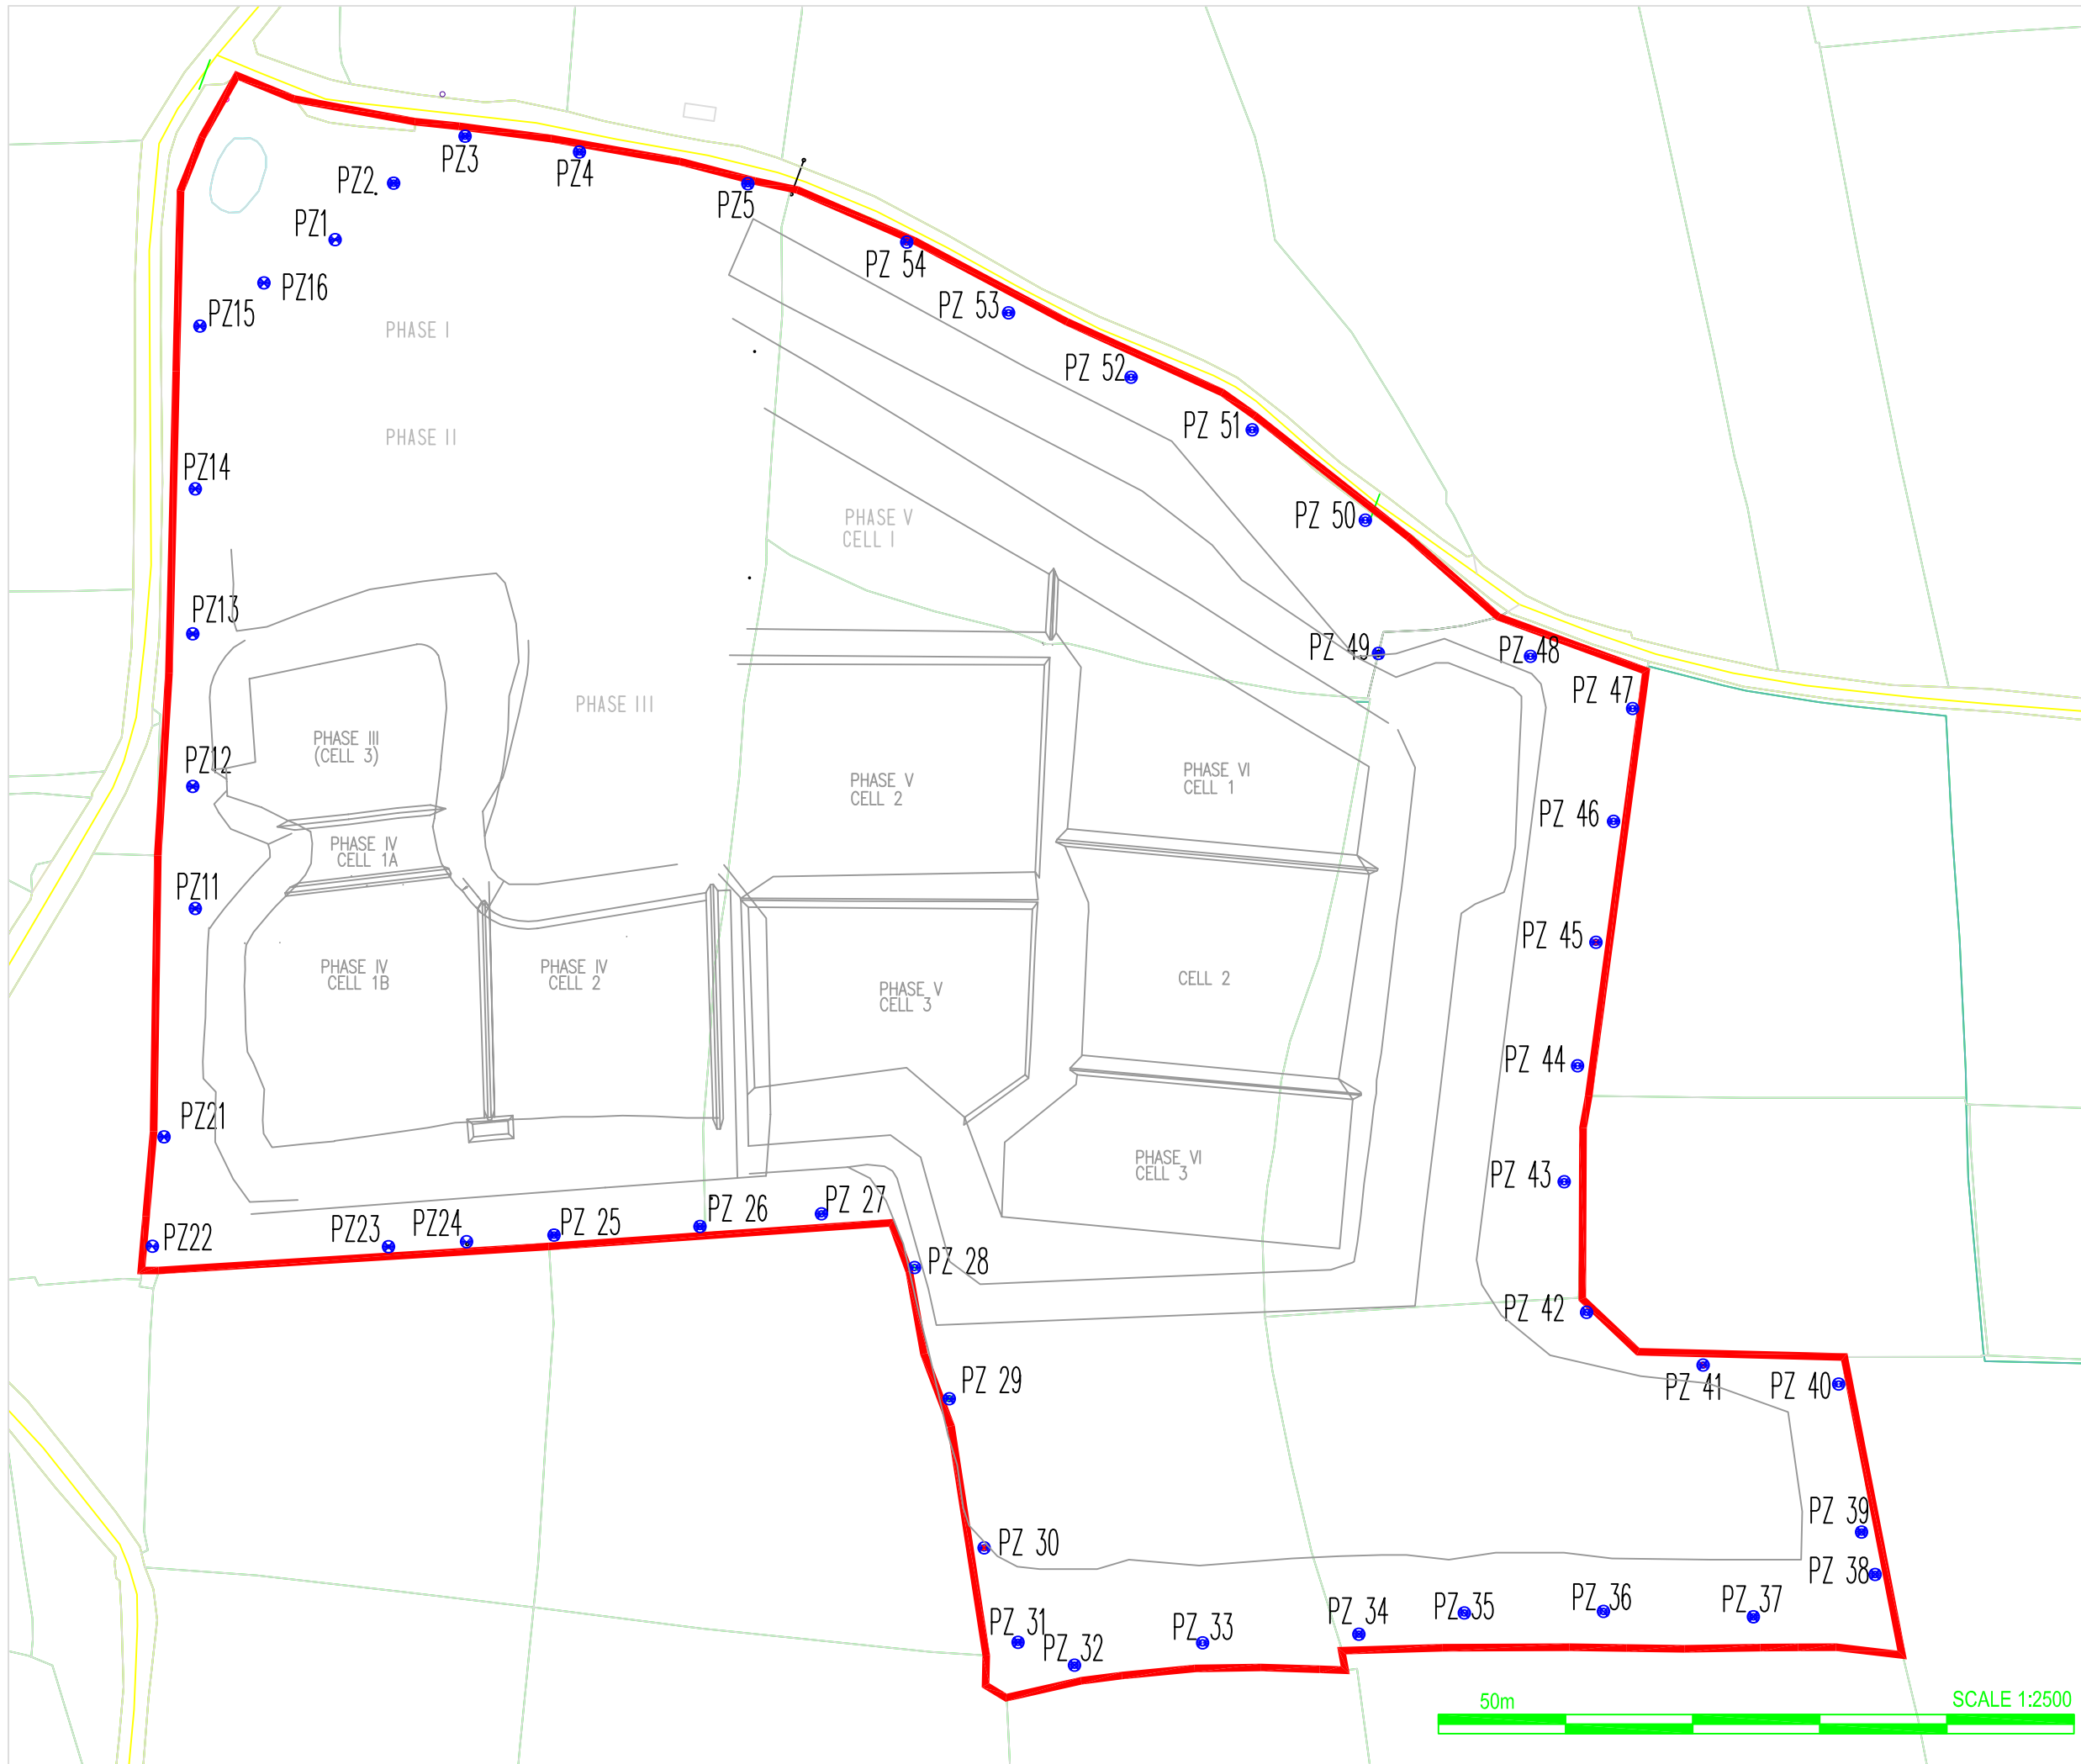 PZ3
PZ4
PZ2
PZ5
PZ1
PZ 54
PZ16
PZ15
PZ 53
PHASE I
PZ 52
PZ 51
PHASE II
PZ14
PZ 50
PHASE V
CELL I
PZ13
PZ 49
PZ 48
PZ 47
PHASE III
PHASE III
(CELL 3)
PZ12
PHASE V
CELL 2
PHASE VI
CELL 1
PZ 46
PHASE IV
CELL 1A
PZ11
PZ 45
PHASE IV
CELL 1B
PHASE IV
CELL 2
PHASE V
CELL 3
CELL 2
PZ 44
PZ21
PHASE VI
CELL 3
PZ 43
PZ22
PZ23
PZ24
PZ 25
PZ 26
PZ 27
PZ 28
PZ 42
PZ 29
PZ 41
PZ 40
PZ 30
PZ 39
PZ 38
PZ 31
PZ 32
PZ 33
PZ 34
PZ 35
PZ 36
PZ 37
50m
SCALE 1:2500